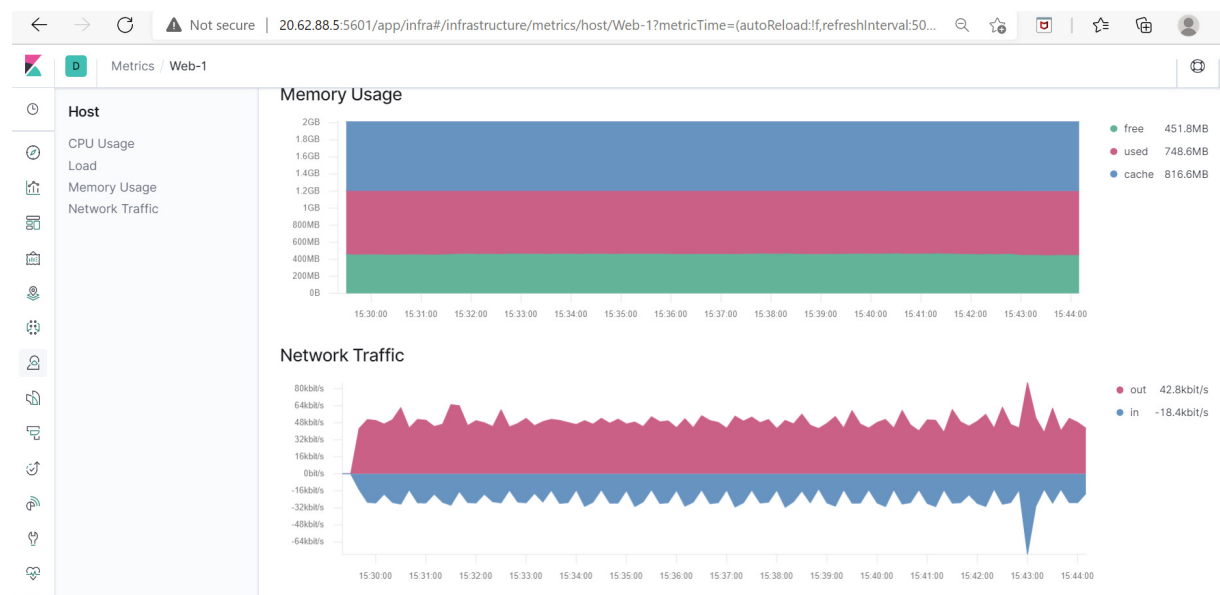 Not secure | 20.62.88.5:5601/app/infra#/infrastructure/metrics/host/Web-1?metricTime=(autoReload:!f,refreshInterval:50...
D Metrics / Web-1
Host
CPU Usage
Load
Memory Usage
Network Traffic
Memory Usage
2GB
1.8GB
1.6GB
1.4GB
1.2GB
1GB
800MB
600MB
400MB
200MB
0B
15:30:00 15:31:00 15:32:00 15:33:00 15:34:00 15:35:00 15:36:00 15:37:00 15:38:00 15:39:00 15:40:00 15:41:00 15:42:00 15:43:00 15:44:00
free 451.8MB
used 748.6MB
cache 816.6MB
Network Traffic
80kbit/s
64kbit/s
48kbit/s
32kbit/s
16kbit/s
0bit/s
-16kbit/s
-32kbit/s
-48kbit/s
-64kbit/s
15:30:00 15:31:00 15:32:00 15:33:00 15:34:00 15:35:00 15:36:00 15:37:00 15:38:00 15:39:00 15:40:00 15:41:00 15:42:00 15:43:00 15:44:00
out 42.8kbit/s
in -18.4kbit/s